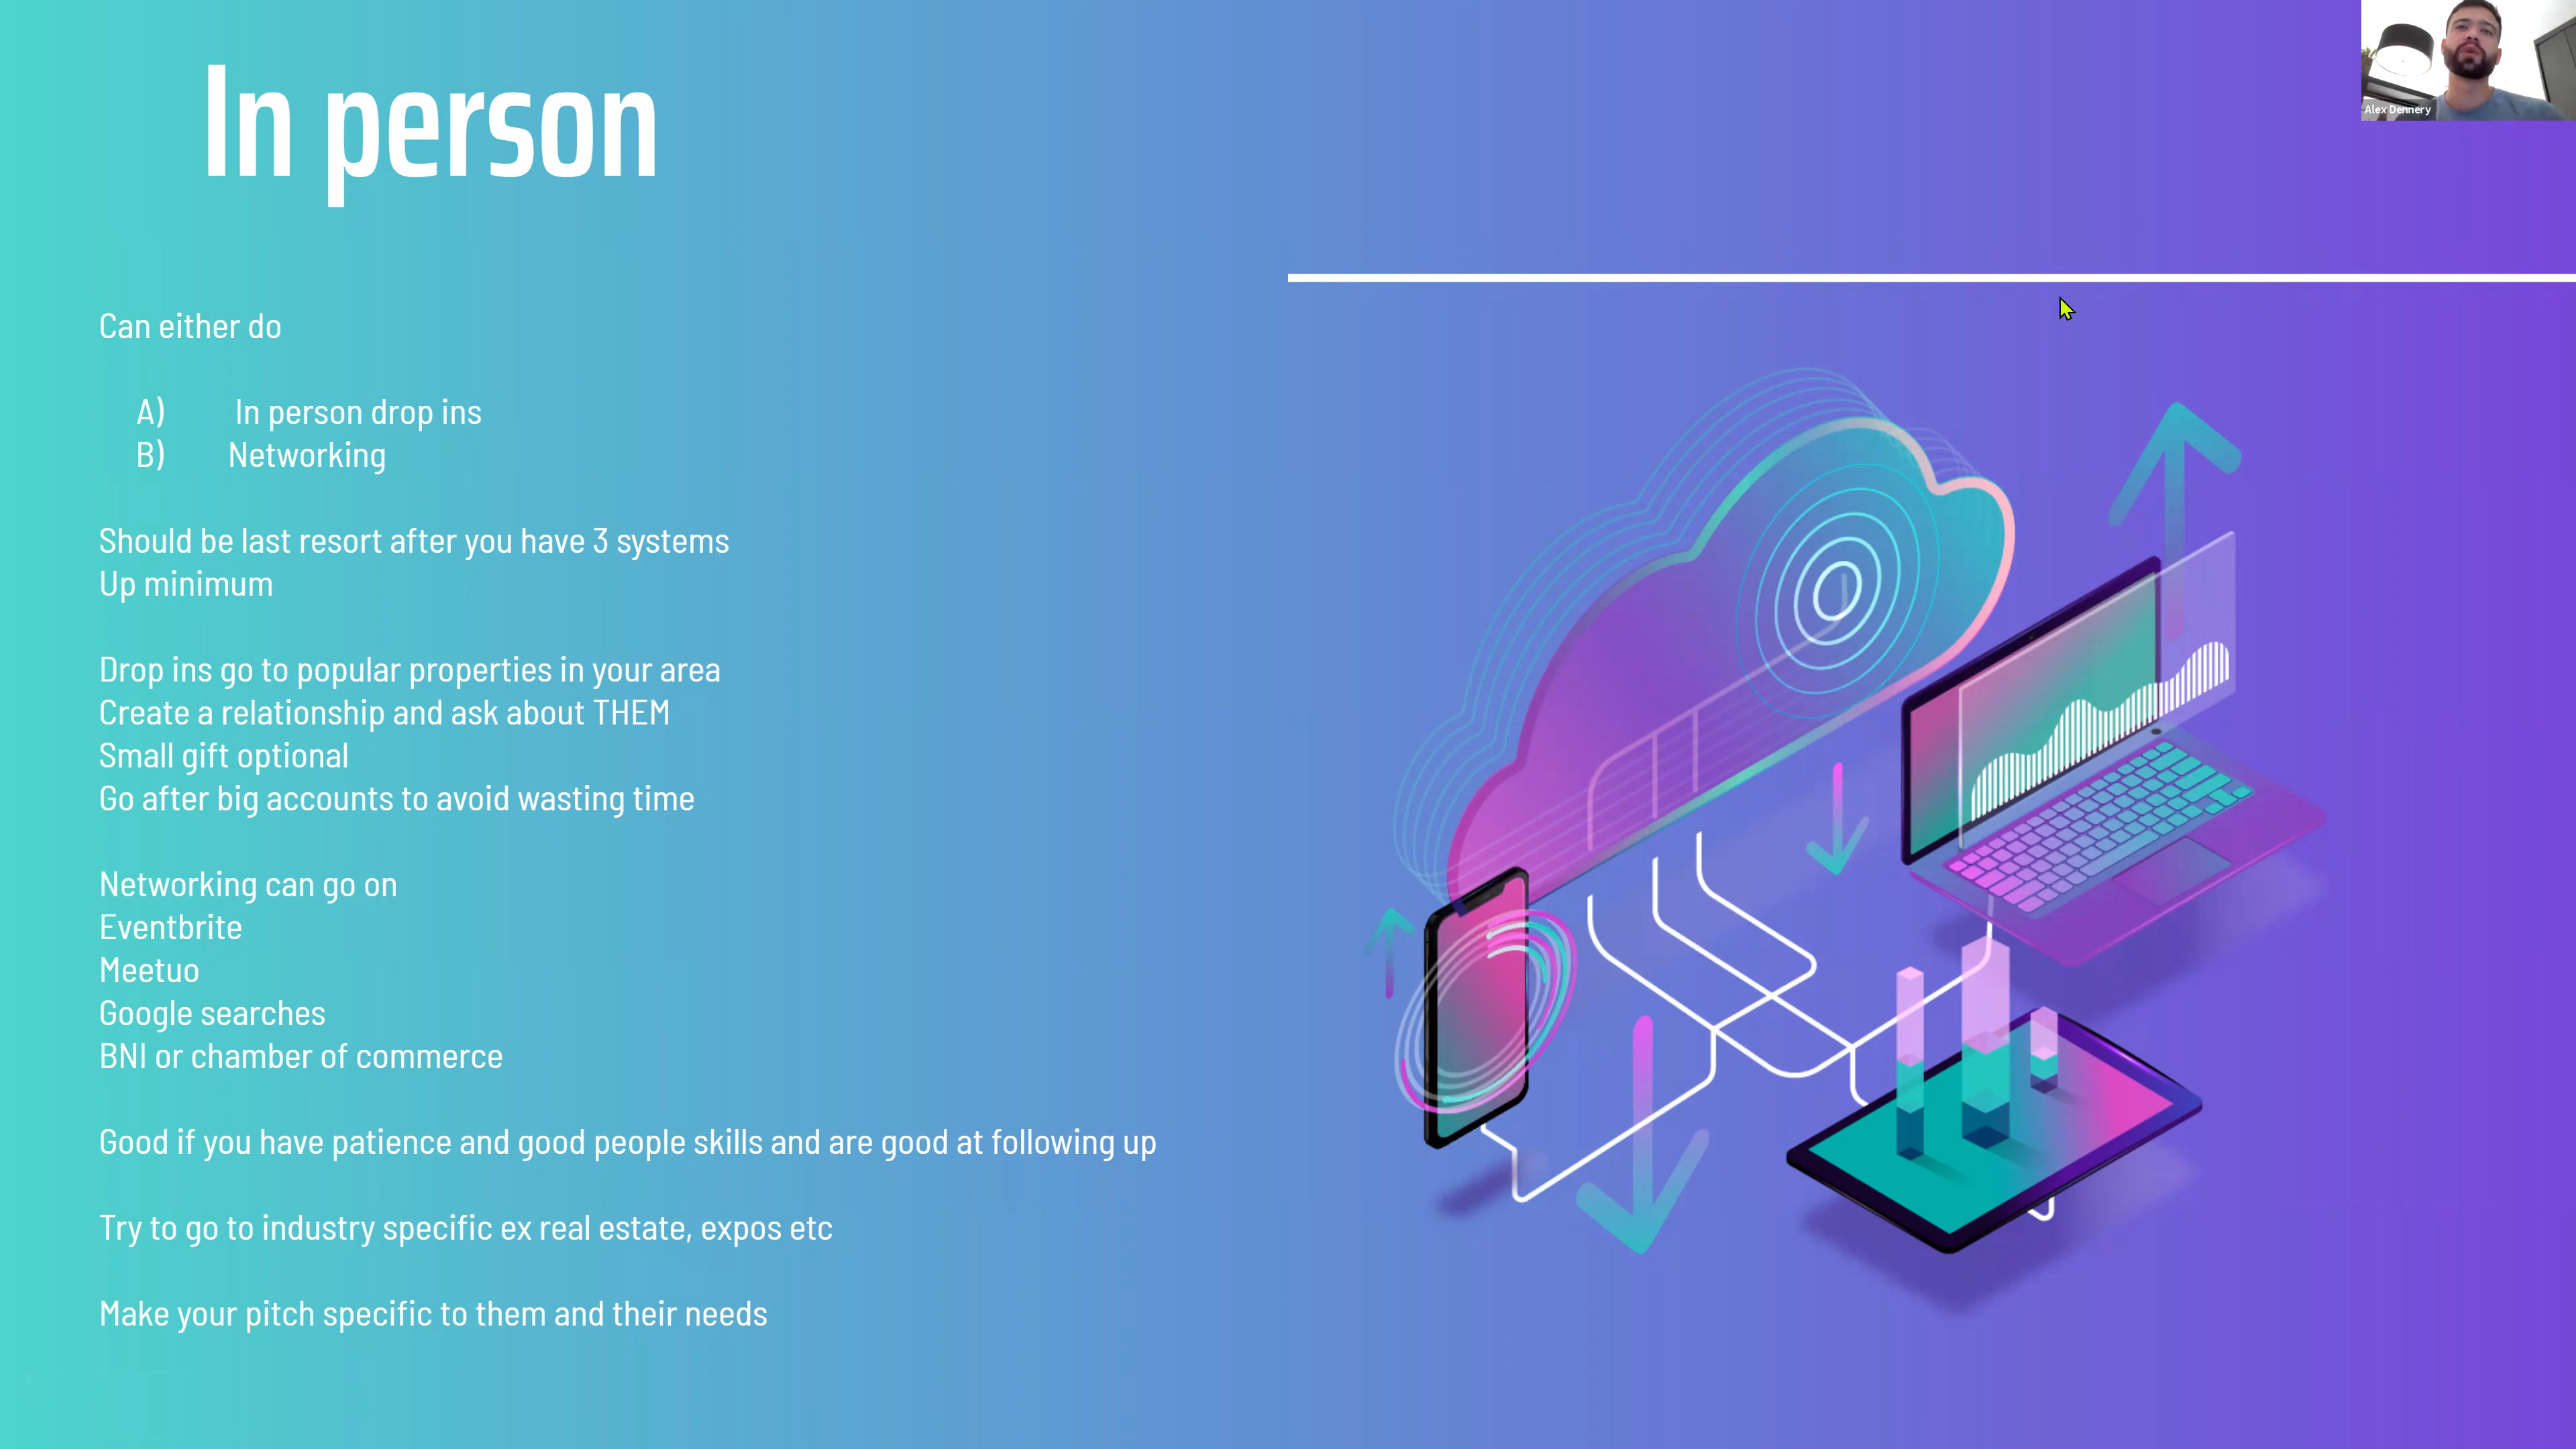 In person
Alex Dennery
Can either do
A) In person drop ins
B) Networking
Should be last resort after you have 3 systems
Up minimum
Drop ins go to popular properties in your area
Create a relationship and ask about THEM
Small gift optional
Go after big accounts to avoid wasting time
Networking can go on
Eventbrite
Meetuo
Google searches
BNI or chamber of commerce
Good if you have patience and good people skills and are good at following up
Try to go to industry specific ex real estate, expos etc
Make your pitch specific to them and their needs